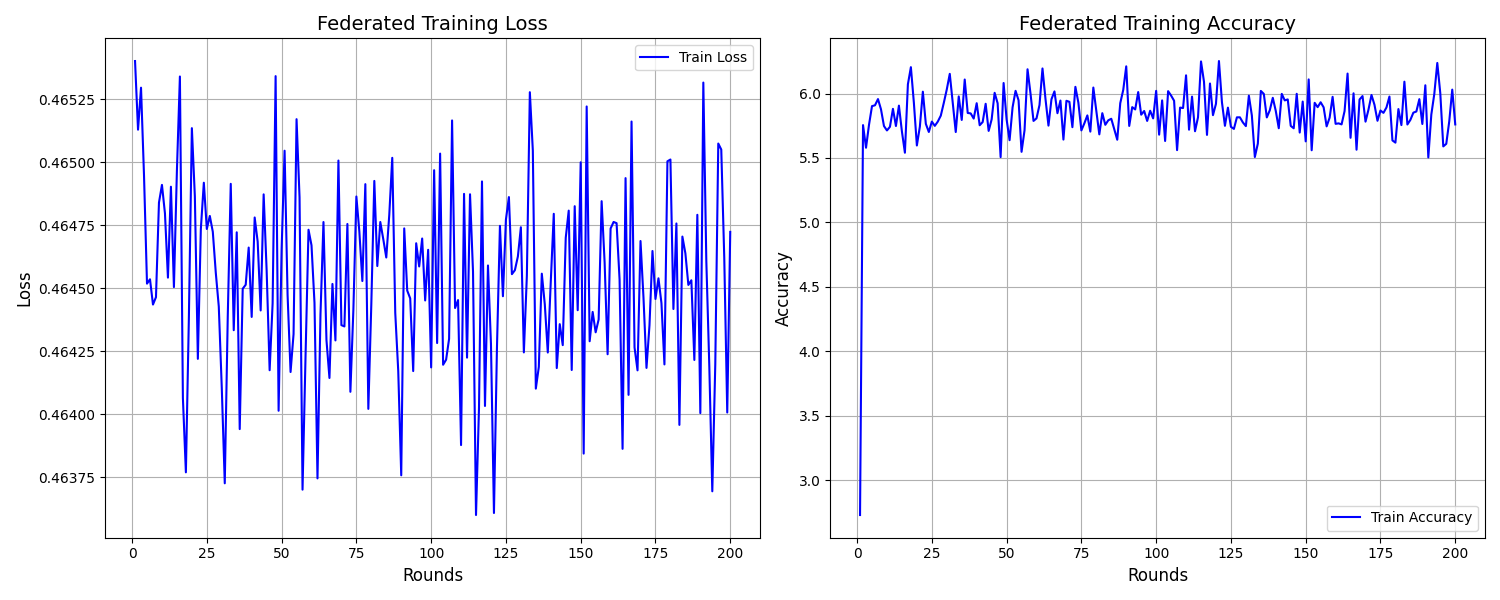 Federated Training Loss
Train Loss
0.46525
0.46500
0.46475
0.46450
0.46425
0.46400
0.46375
Loss
0 25 50 75 100 125 150 175 200
Rounds
Federated Training Accuracy
6.0
5.5
5.0
4.5
4.0
3.5
3.0
Accuracy
Train Accuracy
0 25 50 75 100 125 150 175 200
Rounds